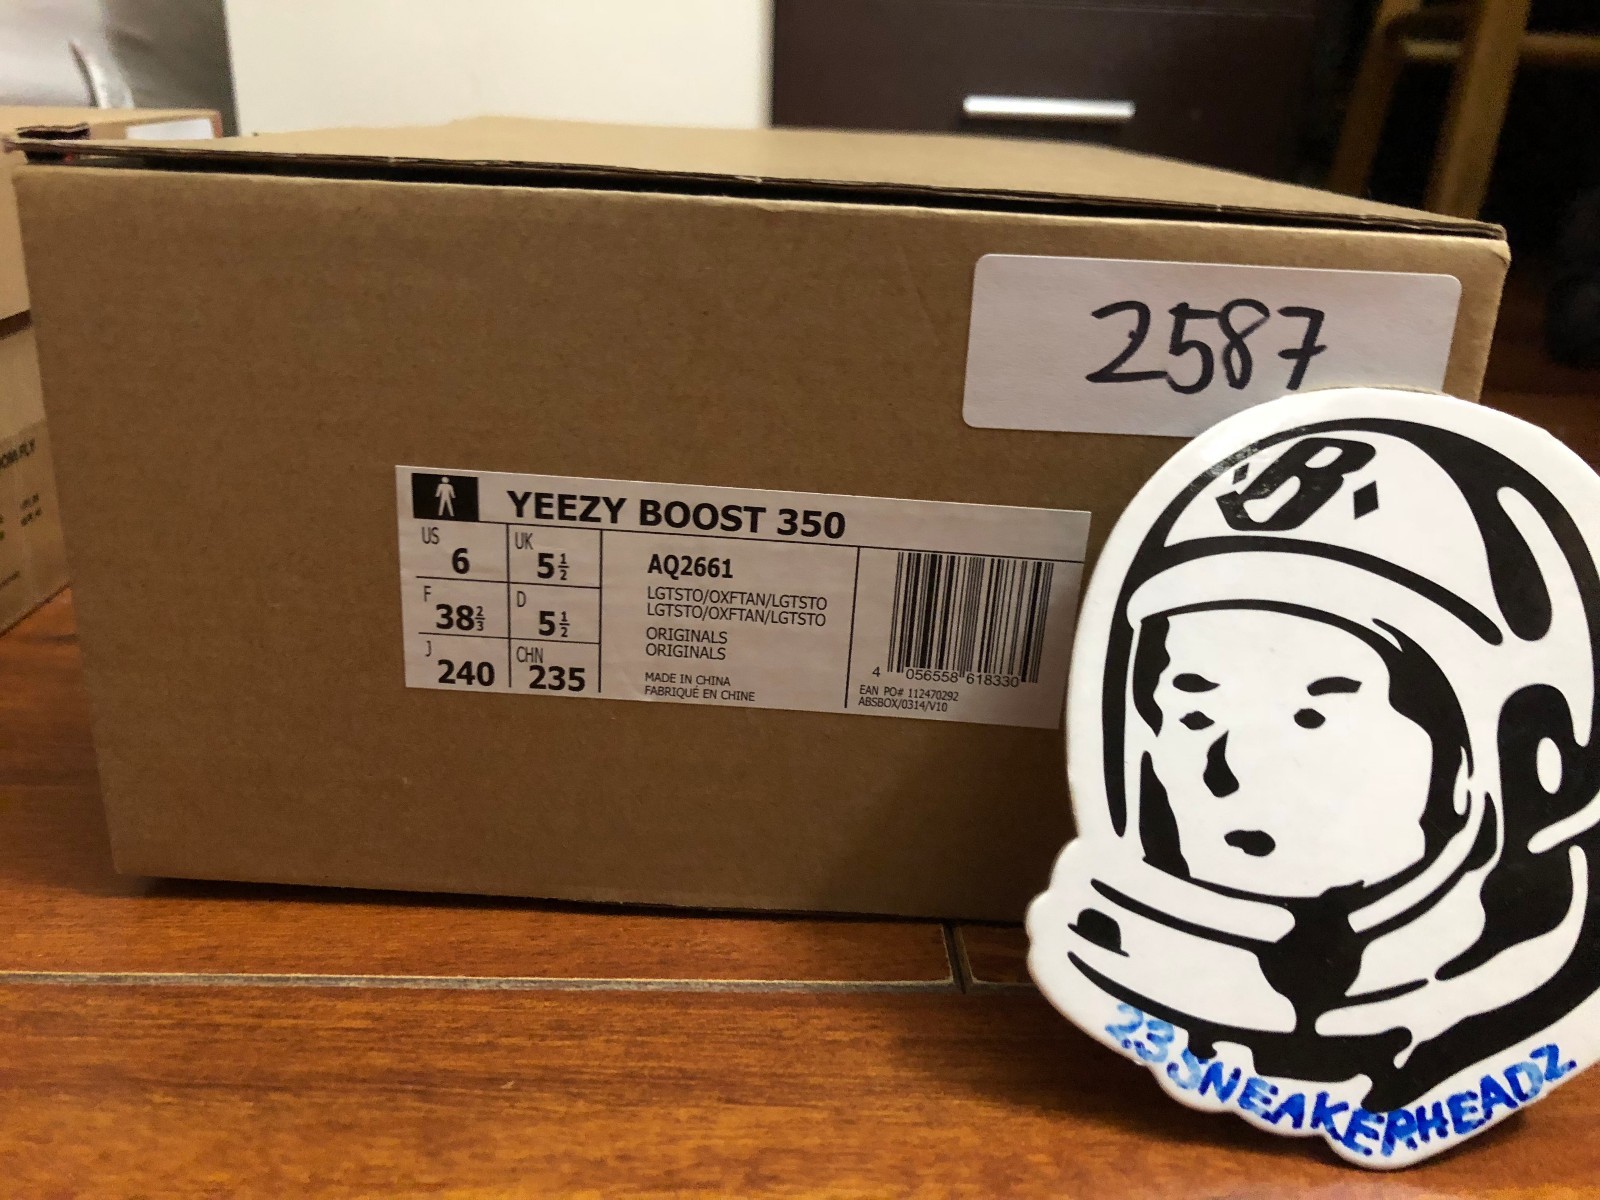 2587
YEEZY BOOST 350
US
6
UK
5½
F
38⅔
D
5½
J
240
CHN
235
AQ2661
LGTSTO/OXFTAN/LGTSTO
LGTSTO/OXFTAN/LGTSTO
ORIGINALS
ORIGINALS
MADE IN CHINA
FABRIQUÉ EN CHINE
4 056558 618330
EAN PO# 112470292
ABSBOX/0314/V10
B
23SNEAKERHEADZ